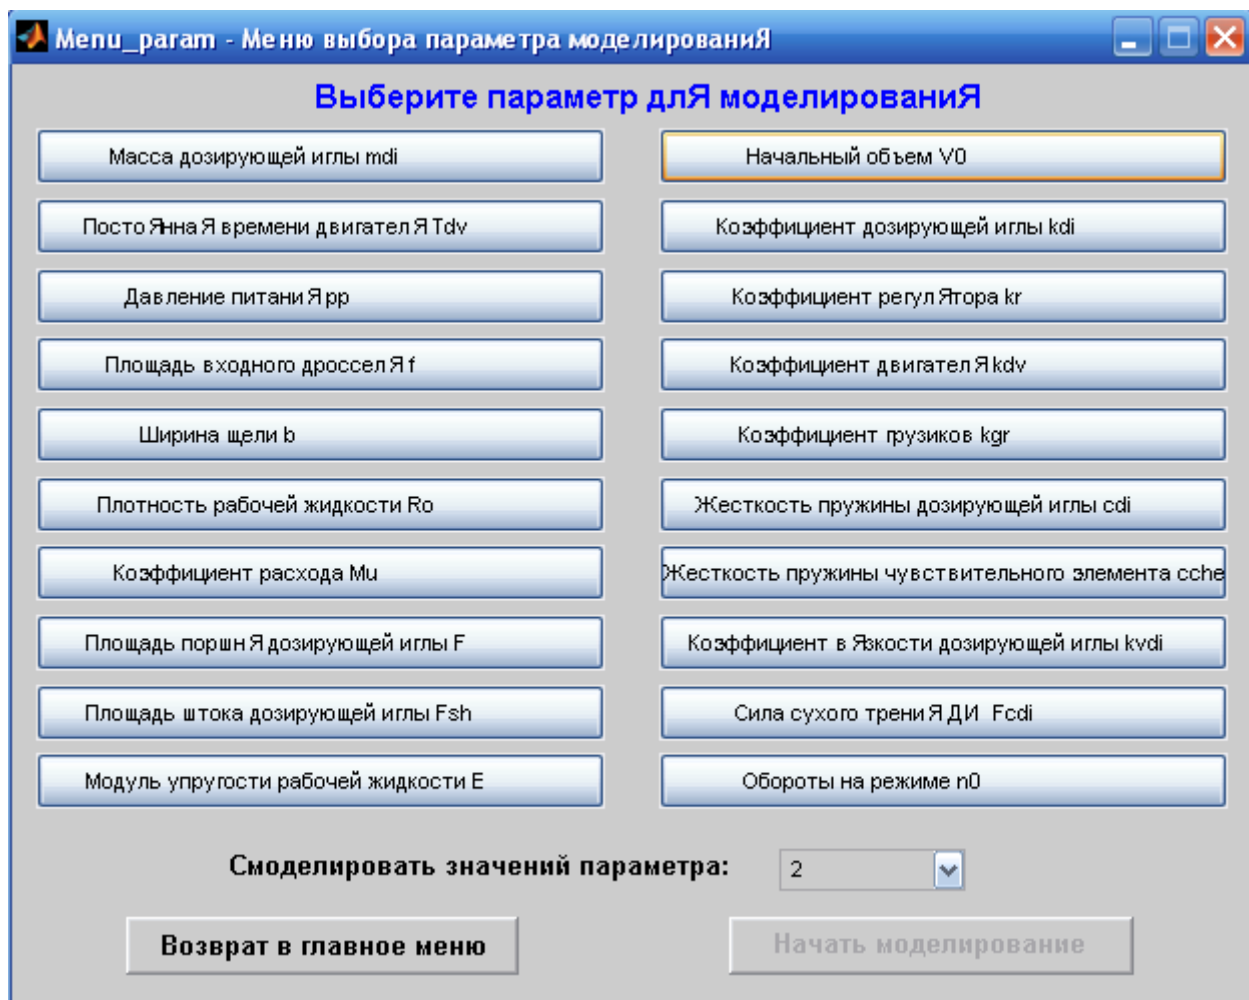 Menu_param - Меню выбора параметра моделированиЯ
Выберите параметр длЯ моделированиЯ
Масса дозирующей иглы mdi
Начальный объем V0
ПостоЯннаЯ времени двигателЯ Tdv
Коэффициент дозирующей иглы kdi
Давление питаниЯ pp
Коэффициент регулЯтора kr
Площадь входного дросселЯ f
Коэффициент двигателЯ kdv
Ширина щели b
Коэффициент грузиков kgr
Плотность рабочей жидкости Ro
Жесткость пружины дозирующей иглы cdi
Коэффициент расхода Mu
Жесткость пружины чувствительного элемента cche
Площадь поршнЯ дозирующей иглы F
Коэффициент вЯзкости дозирующей иглы kvdi
Площадь штока дозирующей иглы Fsh
Сила сухого трениЯ ДИ Fcdi
Модуль упругости рабочей жидкости E
Обороты на режиме n0
Смоделировать значений параметра: 2
Возврат в главное меню
Начать моделирование